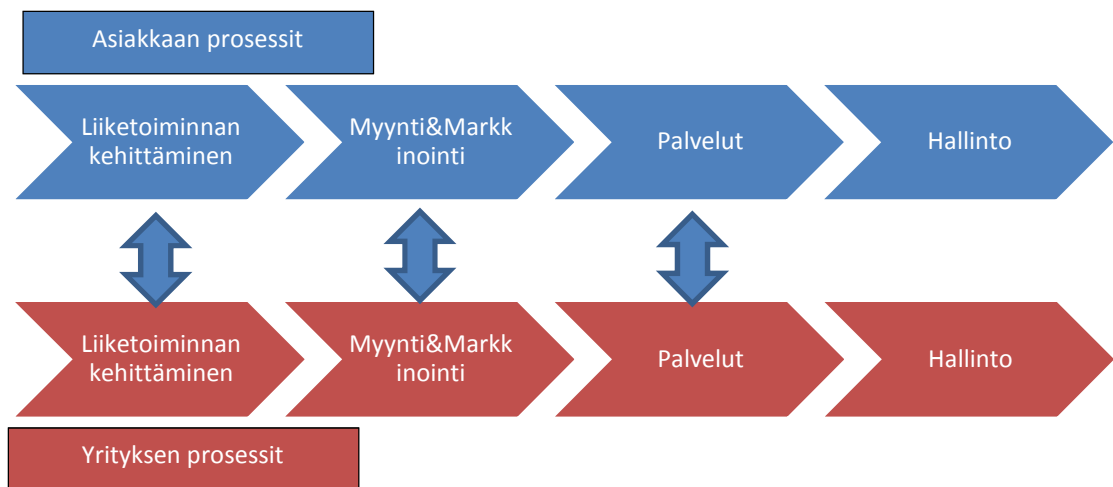 Asiakkaan prosessit
Liiketoiminnan
kehittäminen
Myynti&Markk
inointi
Palvelut
Hallinto
Liiketoiminnan
kehittäminen
Myynti&Markk
inointi
Palvelut
Hallinto
Yrityksen prosessit